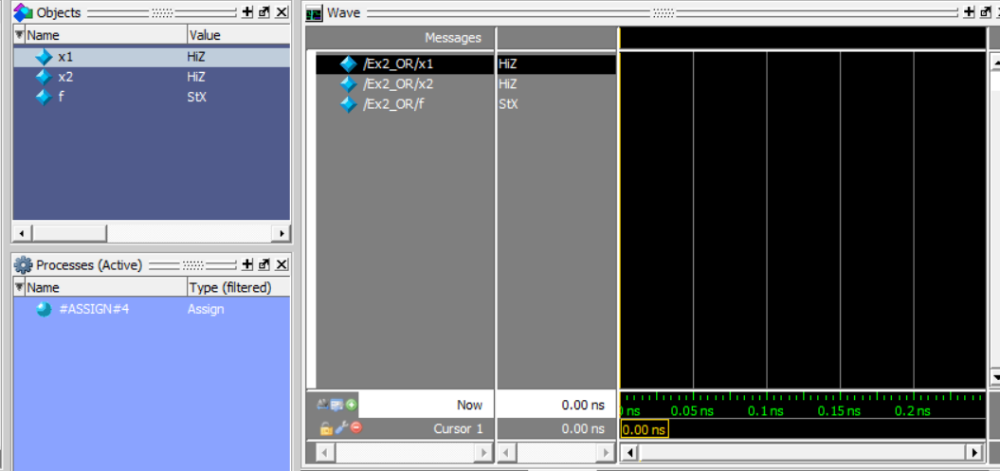 Objects
Name Value
x1 HiZ
x2 HiZ
f StX
Processes (Active)
Name Type (filtered)
#ASSIGN#4 Assign
Wave
Messages
/Ex2_OR/x1 HiZ
/Ex2_OR/x2 HiZ
/Ex2_OR/f StX
Now 0.00 ns
ns 0.05 ns 0.1 ns 0.15 ns 0.2 ns
Cursor 1 0.00 ns
0.00 ns